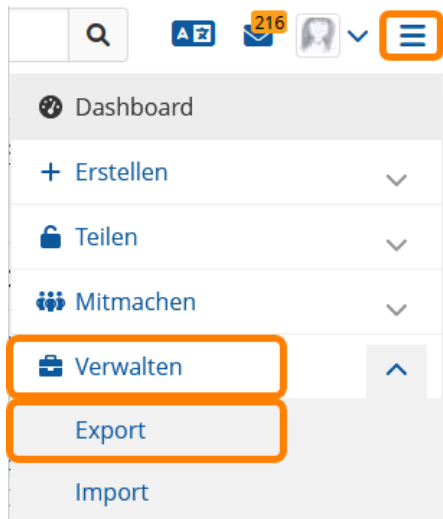 A 216
Dashboard
Erstellen
Teilen
Mitmachen
Verwalten
Export
Import